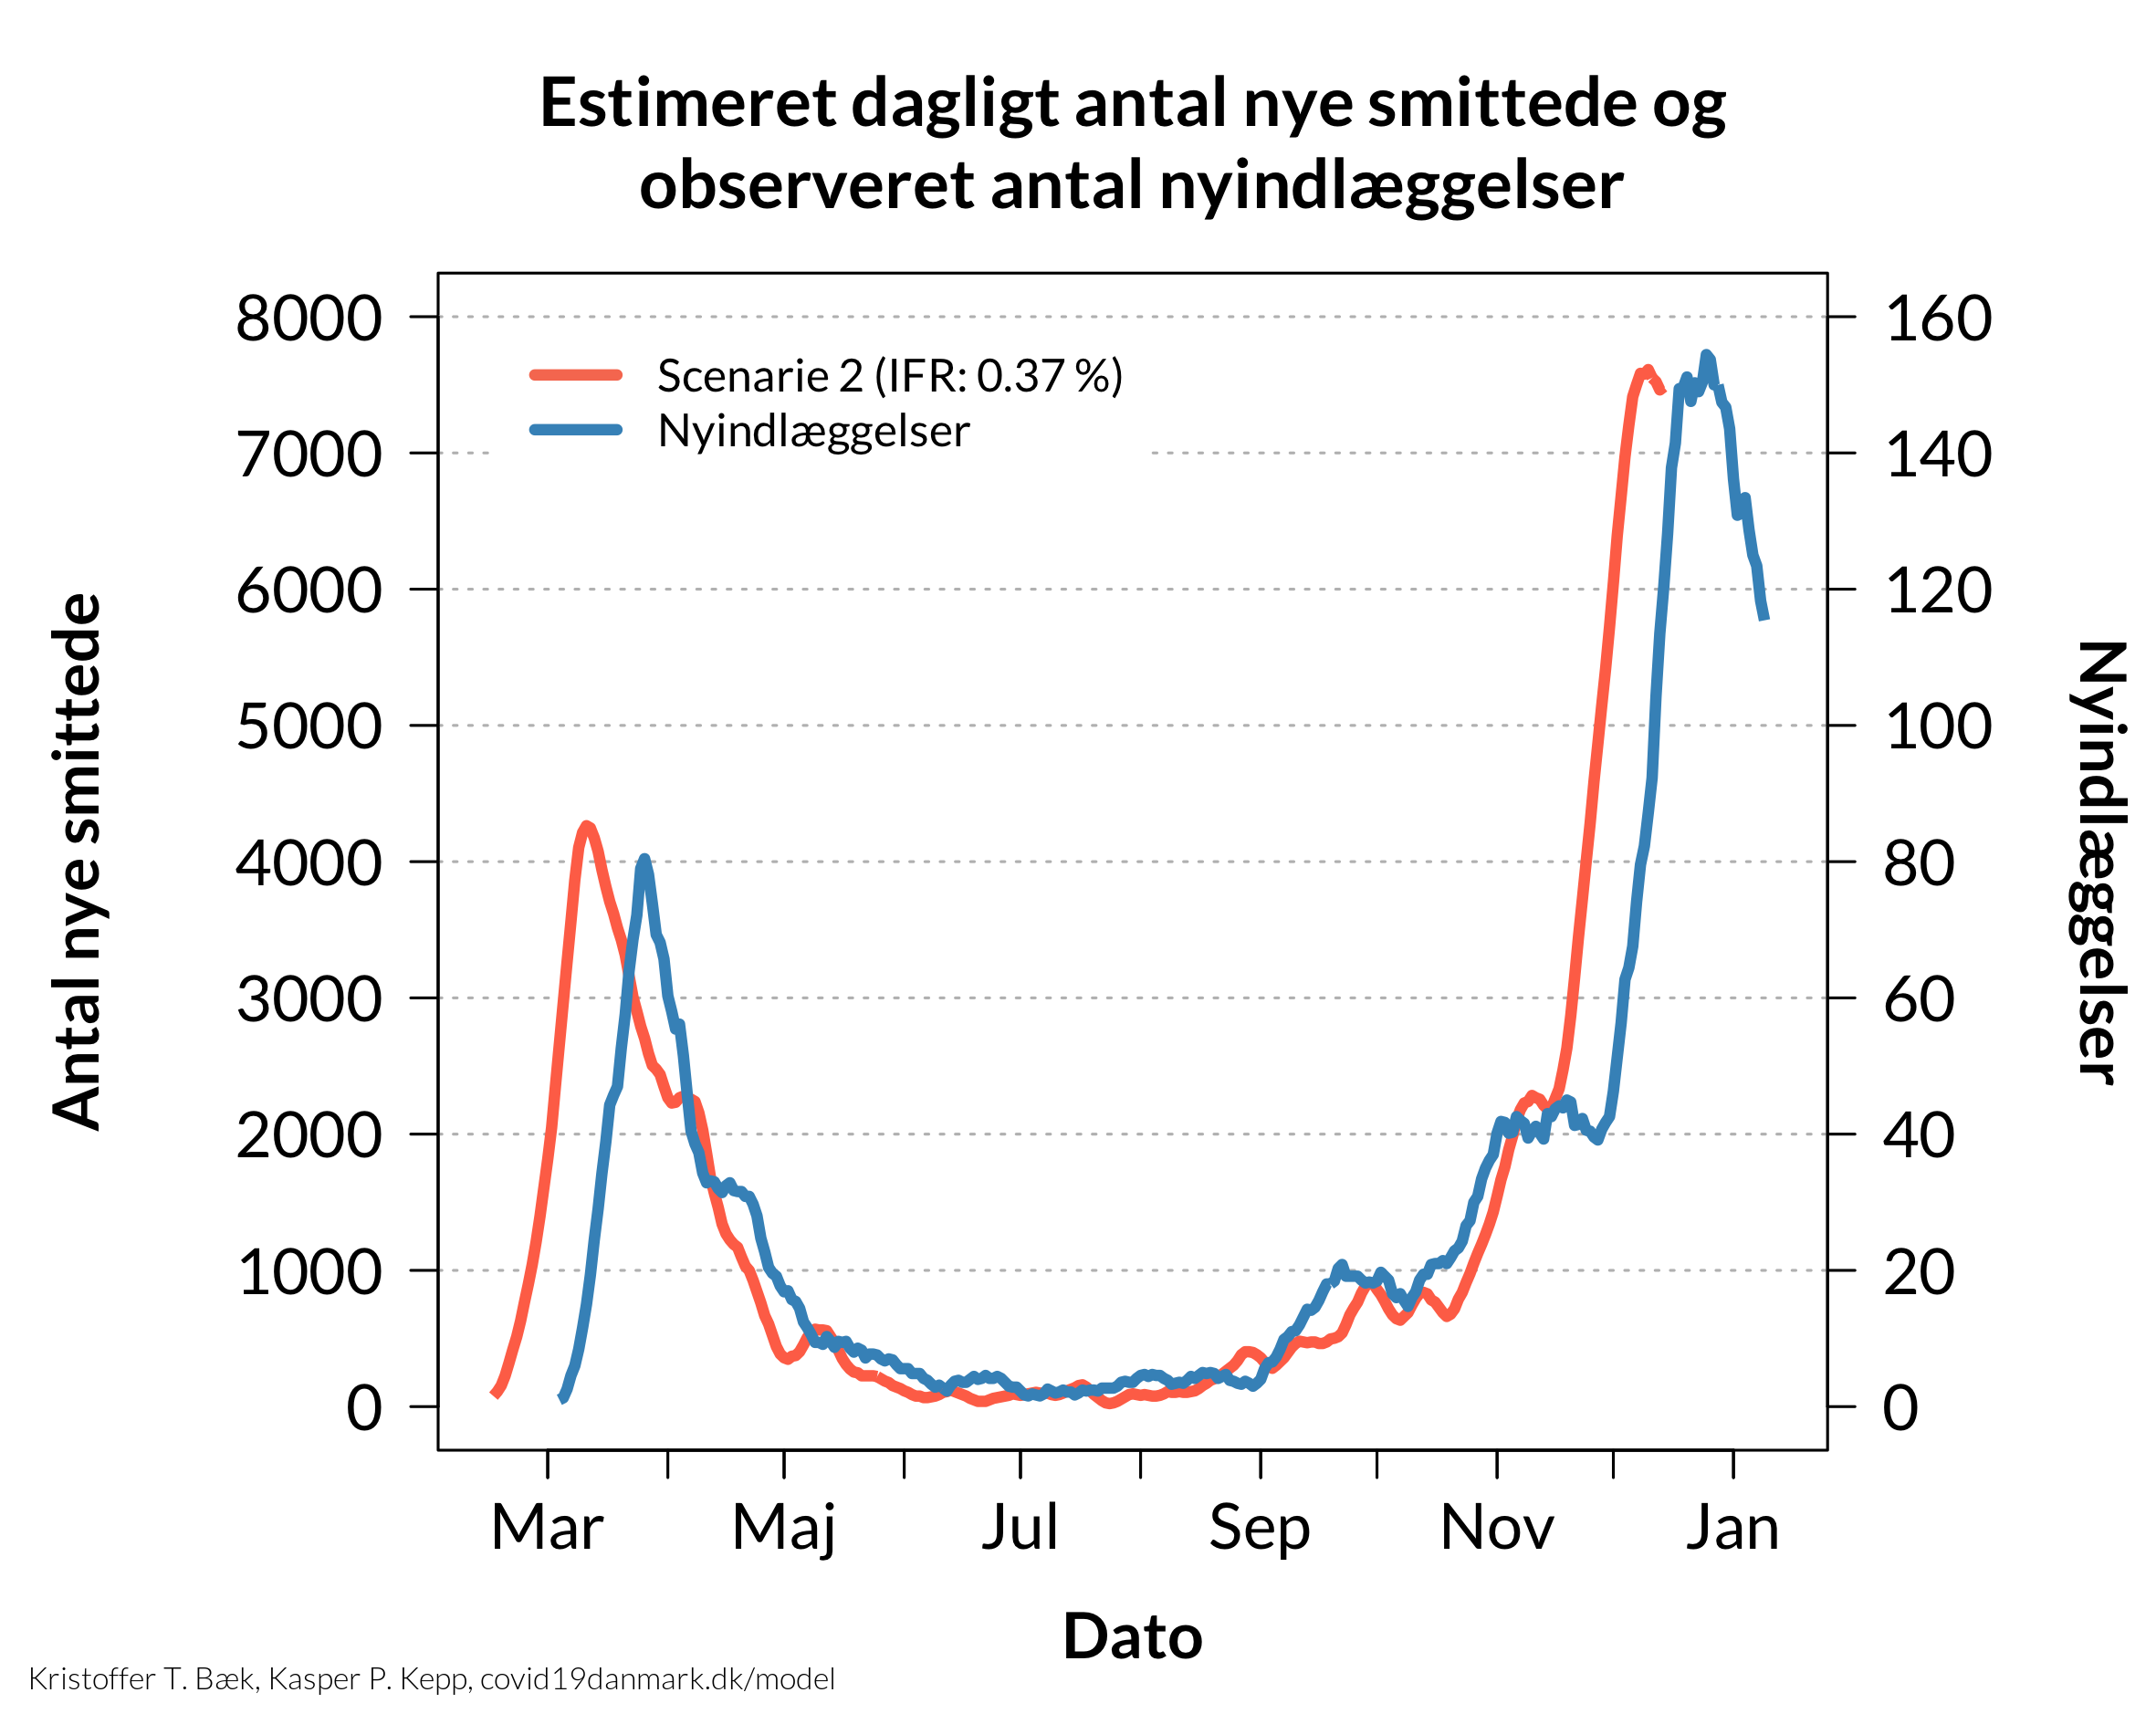 Estimeret dagligt antal nye smittede og
observeret antal nyindlæggelser
Scenarie 2 (IFR: 0.37 %)
Nyindlæggelser
Antal nye smittede
8000
7000
6000
5000
4000
3000
2000
1000
0
160
140
120
100
80
60
40
20
0
Nyindlæggelser
Mar Maj Jul Sep Nov Jan
Dato
Kristoffer T. Bæk, Kasper P. Kepp, covid19danmark.dk/model